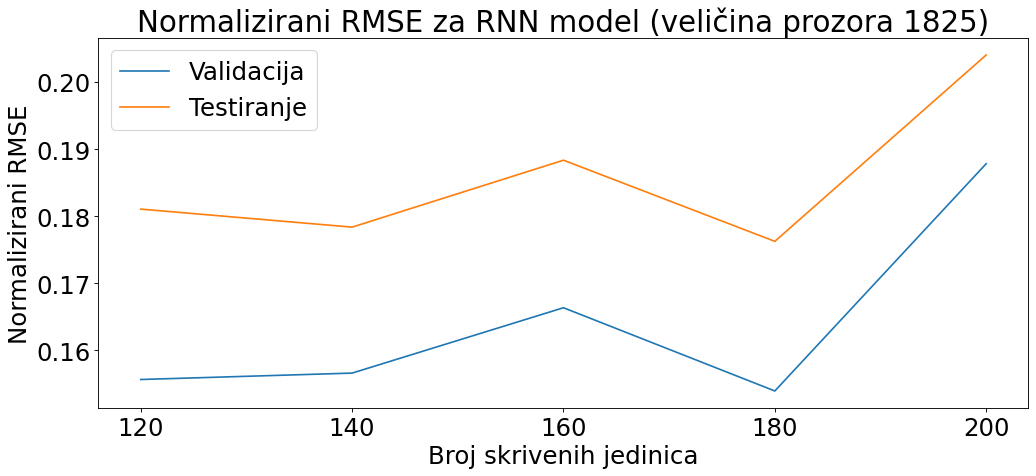 Normalizirani RMSE za RNN model (veličina prozora 1825)
Validacija
Testiranje
Normalizirani RMSE
0.20
0.19
0.18
0.17
0.16
120 140 160 180 200
Broj skrivenih jedinica